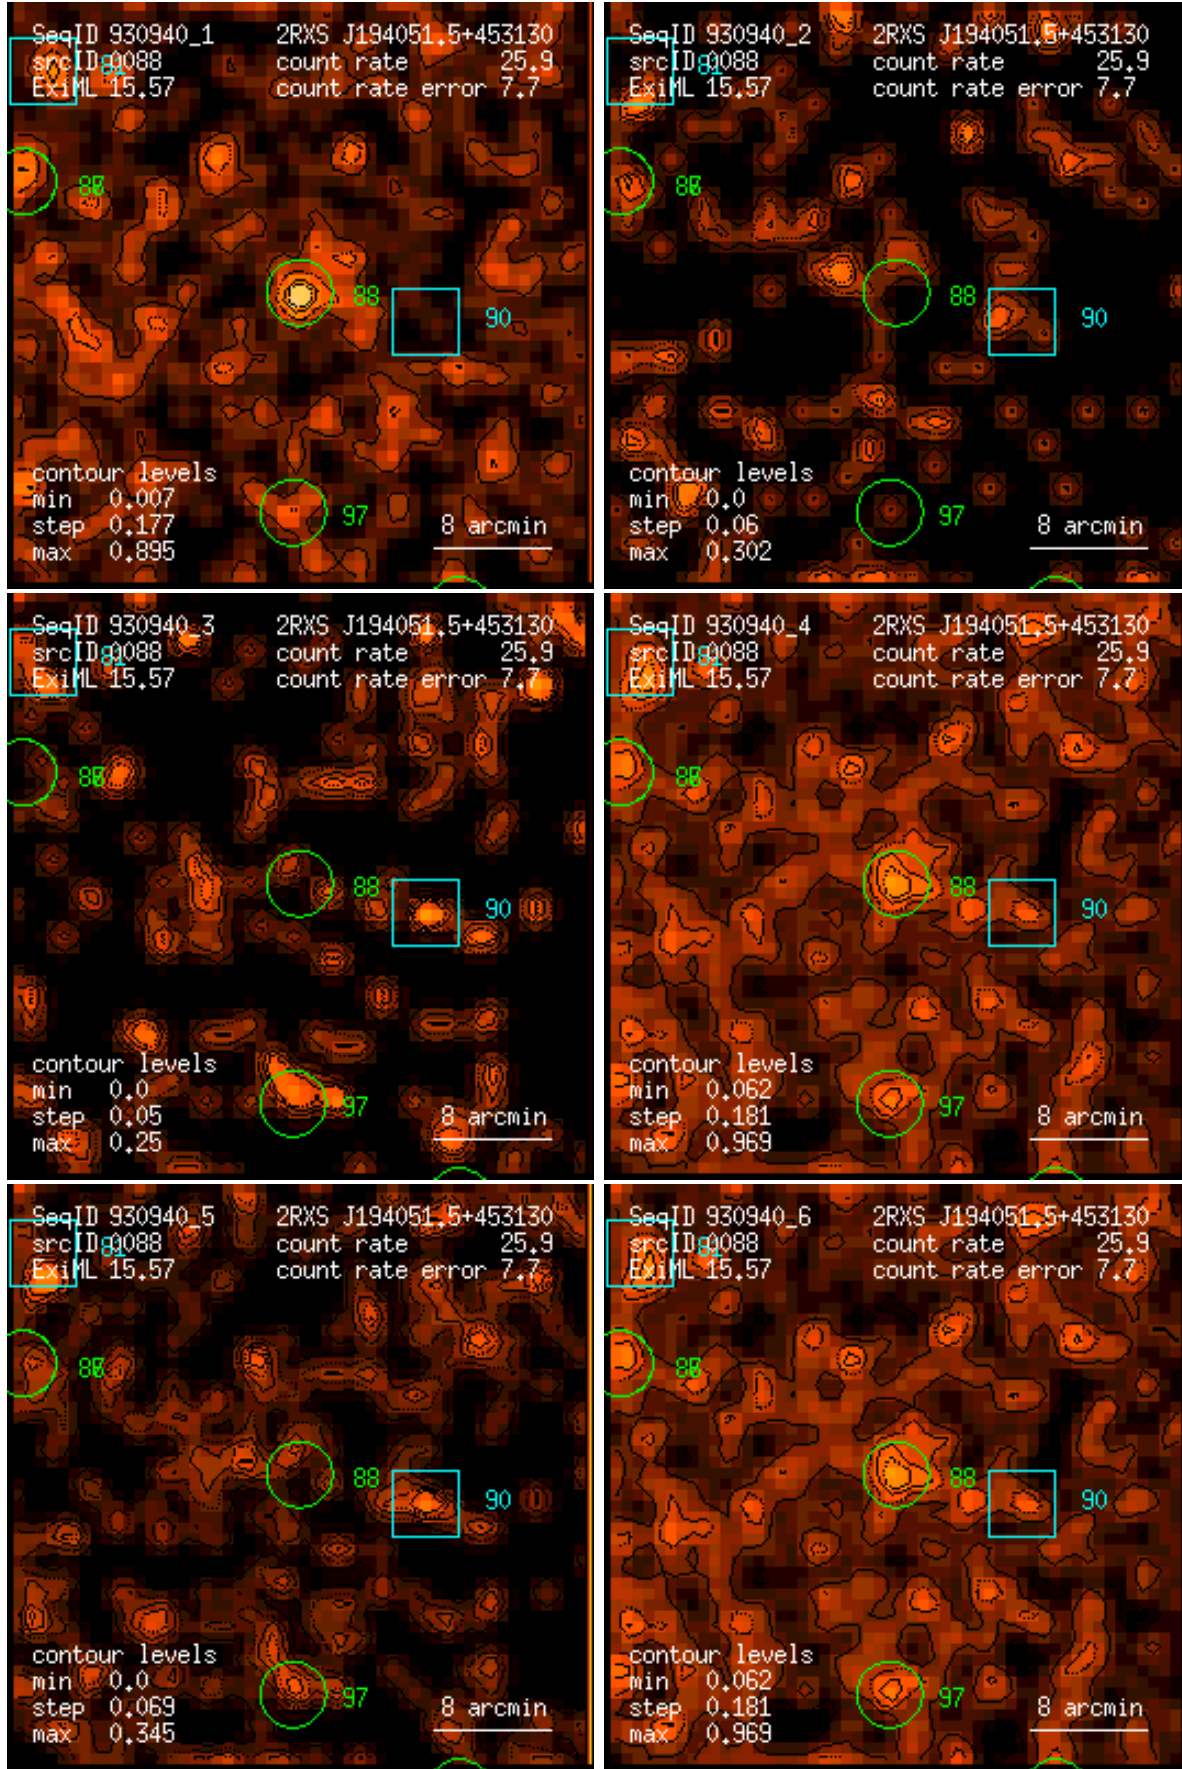 SeqID 930940_1 2RXS J194051.5+453130
srcID 0088 81 count rate 25.9
ExiML 15.57 count rate error 7.7
88
90
contour levels
min 0.007
97
step 0.177 8 arcmin
max 0.895
SeqID 930940_2 2RXS J194051.5+453130
srcID 0088 81 count rate 25.9
ExiML 15.57 count rate error 7.7
88
90
contour levels
min 0.0
97
step 0.06 8 arcmin
max 0.302
SeqID 930940_3 2RXS J194051.5+453130
srcID 0088 81 count rate 25.9
ExiML 15.57 count rate error 7.7
88
90
contour levels
min 0.0
97
step 0.05 8 arcmin
max 0.25
SeqID 930940_4 2RXS J194051.5+453130
srcID 0088 81 count rate 25.9
ExiML 15.57 count rate error 7.7
88
90
contour levels
min 0.062
97
step 0.181 8 arcmin
max 0.969
SeqID 930940_5 2RXS J194051.5+453130
srcID 0088 81 count rate 25.9
ExiML 15.57 count rate error 7.7
88
90
contour levels
min 0.0
97
step 0.069 8 arcmin
max 0.345
SeqID 930940_6 2RXS J194051.5+453130
srcID 0088 81 count rate 25.9
ExiML 15.57 count rate error 7.7
88
90
contour levels
min 0.062
97
step 0.181 8 arcmin
max 0.969